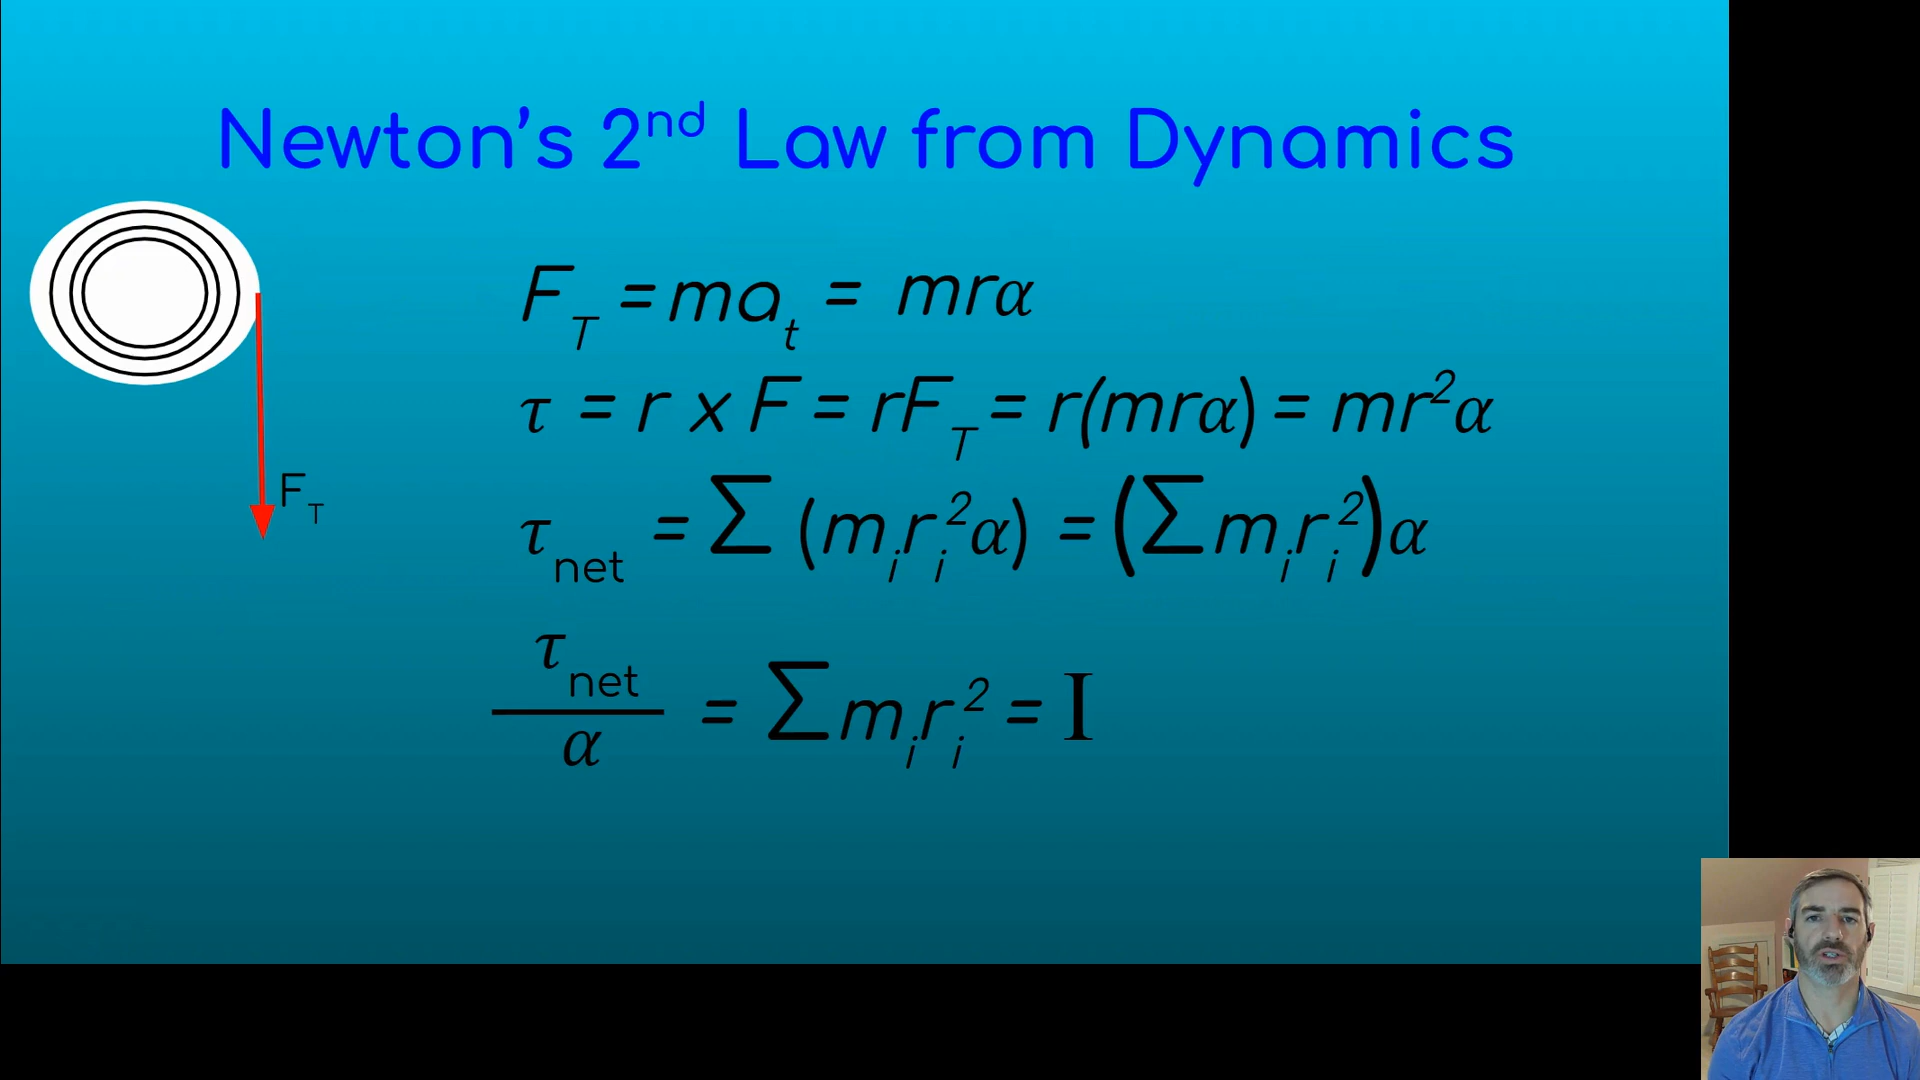 Newton's 2nd Law from Dynamics
F_T = ma_t = mrα
τ = r x F = rF_T = r(mrα) = mr²α
F_T
τ_net = Σ (m_i r_i² α) = (Σ m_i r_i²) α
τ_net / α = Σ m_i r_i² = I